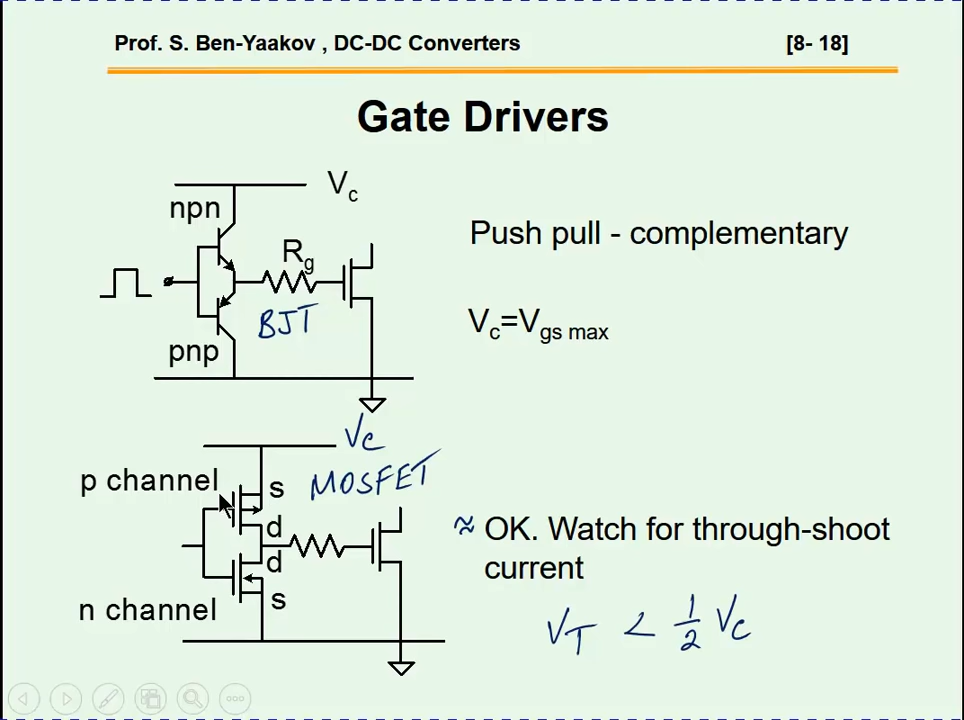 Prof. S. Ben-Yaakov , DC-DC Converters [8- 18]
Gate Drivers
Vc
npn
Rg
BJT
pnp
Push pull - complementary
Vc=Vgs max
Vc
p channel
s
MOSFET
d
d
n channel
s
≈ OK. Watch for through-shoot
current
VT < 1/2 Vc